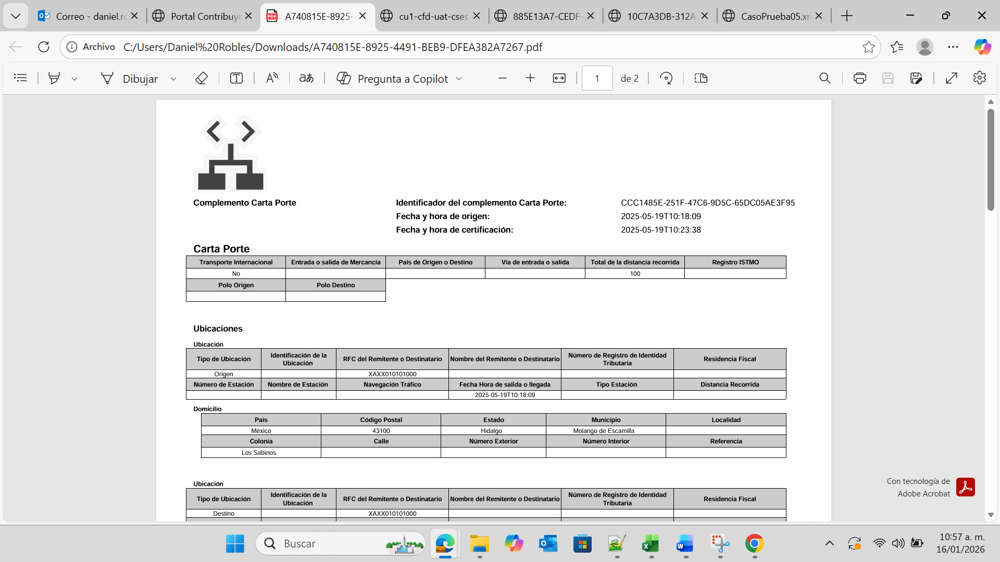 Correo - daniel.ro
Portal Contribuye
PDF
A740815E-8925-
cu1-cfd-uat-cses
885E13A7-CEDF-
10C7A3DB-312A
CasoPrueba05.xm
Archivo
C:/Users/Daniel%20Robles/Downloads/A740815E-8925-4491-BEB9-DFEA382A7267.pdf
Dibujar
T
A
aあ
Pregunta a Copilot
1
de 2
Complemento Carta Porte
Identificador del complemento Carta Porte:
CCC1485E-251F-47C6-9D5C-65DC05AE3F95
Fecha y hora de origen:
2025-05-19T10:18:09
Fecha y hora de certificación:
2025-05-19T10:23:38
Carta Porte
Transporte Internacional
Entrada o salida de Mercancía
País de Origen o Destino
Vía de entrada o salida
Total de la distancia recorrida
Registro ISTMO
No
100
Polo Origen
Polo Destino
Ubicaciones
Ubicación
Tipo de Ubicación
Identificación de la
Ubicación
RFC del Remitente o Destinatario
Nombre del Remitente o Destinatario
Número de Registro de Identidad
Tributaria
Residencia Fiscal
Origen
XAXX010101000
Número de Estación
Nombre de Estación
Navegación Tráfico
Fecha Hora de salida o llegada
Tipo Estación
Distancia Recorrida
2025-05-19T10:18:09
Domicilio
País
Código Postal
Estado
Municipio
Localidad
México
43100
Hidalgo
Molango de Escamilla
Colonia
Calle
Número Exterior
Número Interior
Referencia
Los Sabinos
Ubicación
Tipo de Ubicación
Identificación de la
Ubicación
RFC del Remitente o Destinatario
Nombre del Remitente o Destinatario
Número de Registro de Identidad
Tributaria
Residencia Fiscal
Destino
XAXX010101000
Con tecnología de
Adobe Acrobat
Buscar
10:57 a. m.
16/01/2026